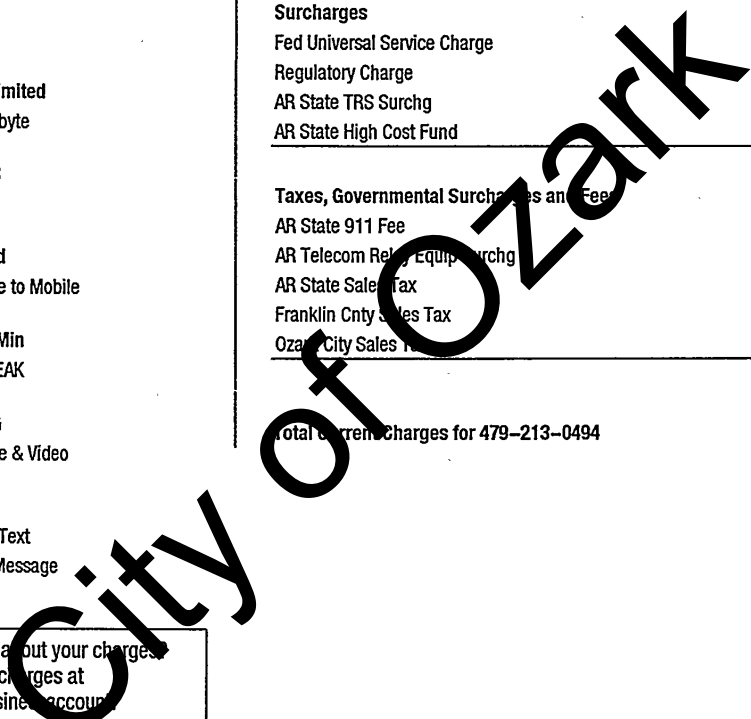 imited
byte
d
e to Mobile
Min
EAK
e & Video
Text
Message
about your charges?
charges at
account
Surcharges
Fed Universal Service Charge
Regulatory Charge
AR State TRS Surchg
AR State High Cost Fund
Taxes, Governmental Surcharges and Fees
AR State 911 Fee
AR Telecom Relay Equip Surchg
AR State Sales Tax
Franklin Cnty Sales Tax
Ozark City Sales Tax
Total Current Charges for 479-213-0494
City of Ozark